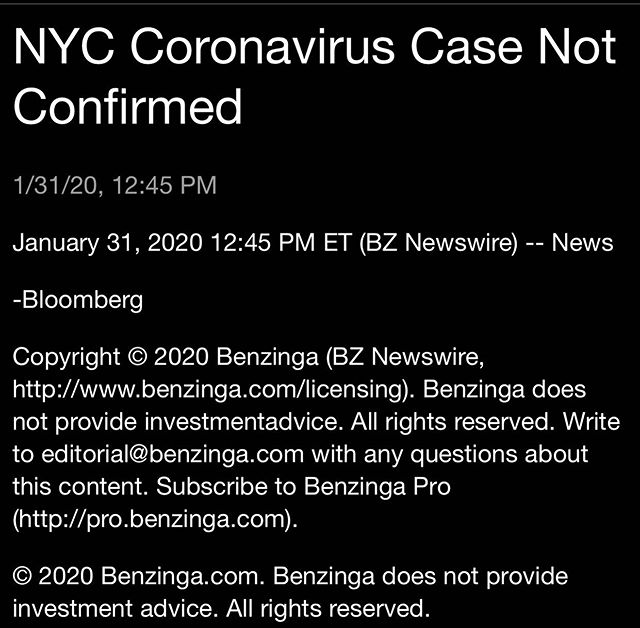 NYC Coronavirus Case Not
Confirmed
1/31/20, 12:45 PM
January 31, 2020 12:45 PM ET (BZ Newswire) -- News
-Bloomberg
Copyright © 2020 Benzinga (BZ Newswire,
http://www.benzinga.com/licensing). Benzinga does
not provide investmentadvice. All rights reserved. Write
to editorial@benzinga.com with any questions about
this content. Subscribe to Benzinga Pro
(http://pro.benzinga.com).
© 2020 Benzinga.com. Benzinga does not provide
investment advice. All rights reserved.